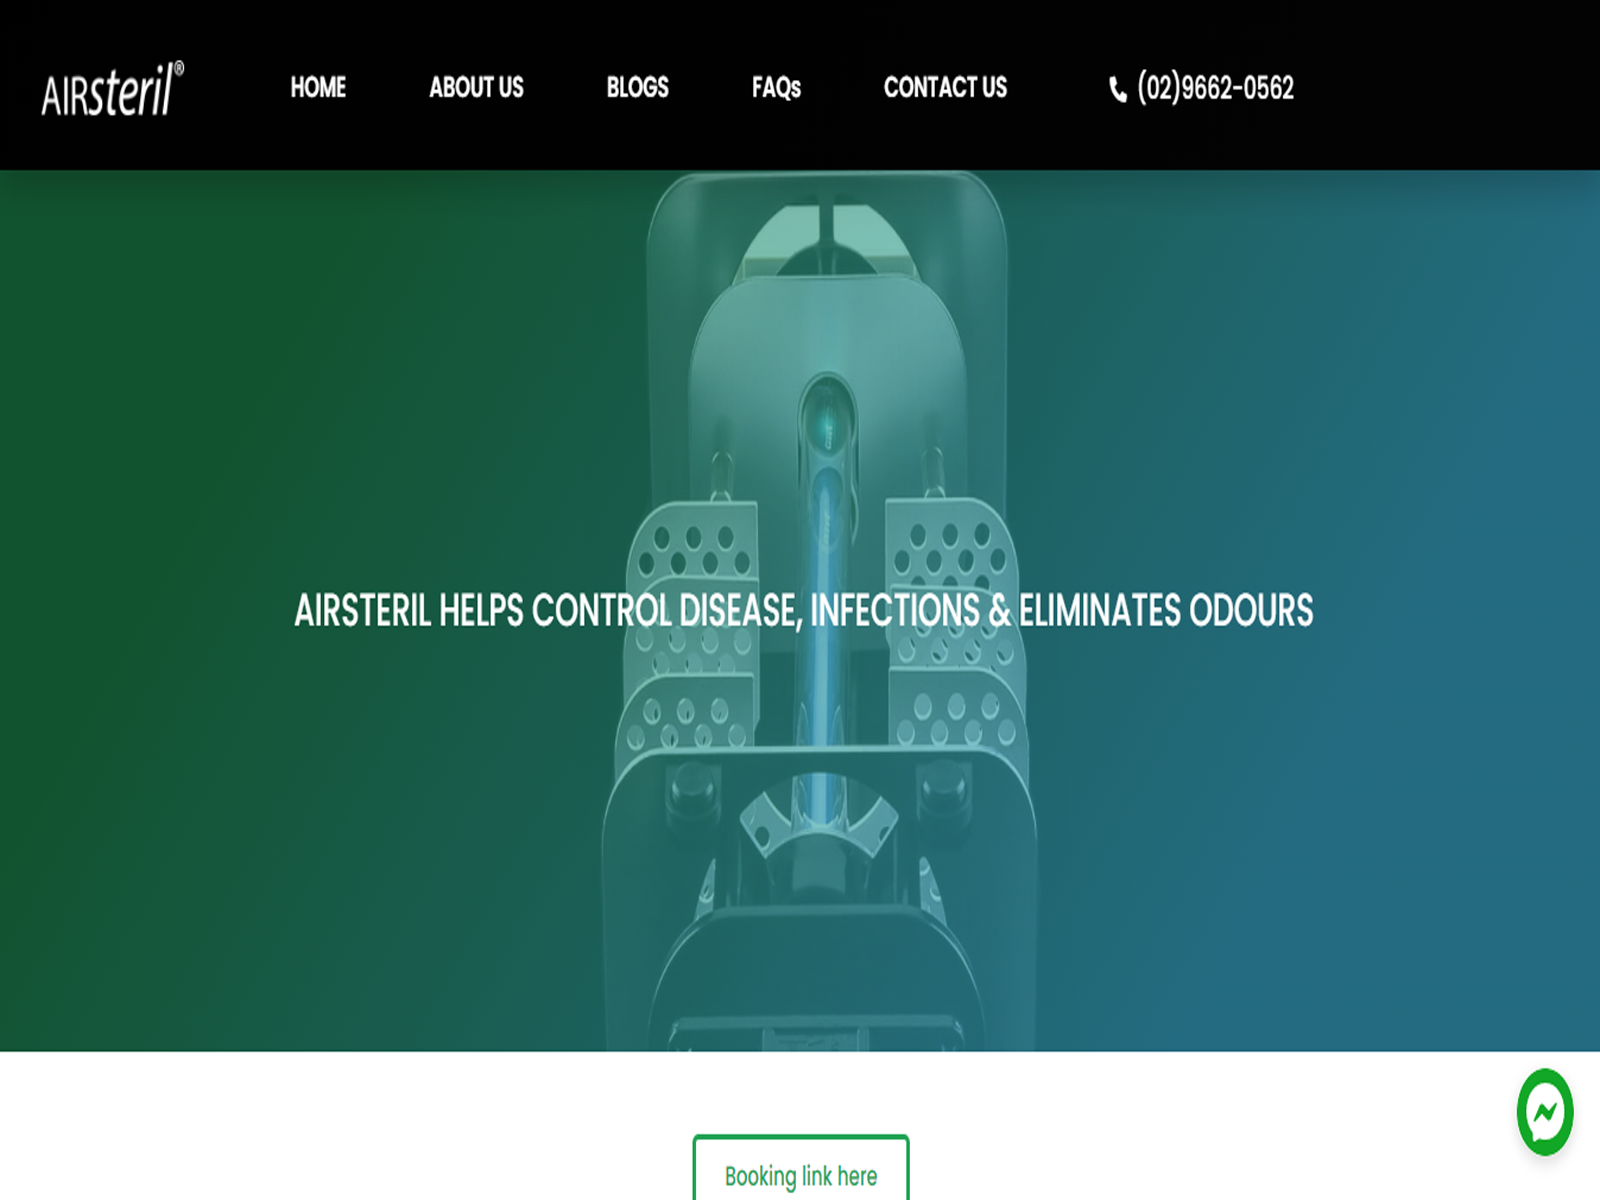 AIRsteril®
HOME
ABOUT US
BLOGS
FAQs
CONTACT US
(02)9662-0562
AIRSTERIL HELPS CONTROL DISEASE, INFECTIONS & ELIMINATES ODOURS
Booking link here